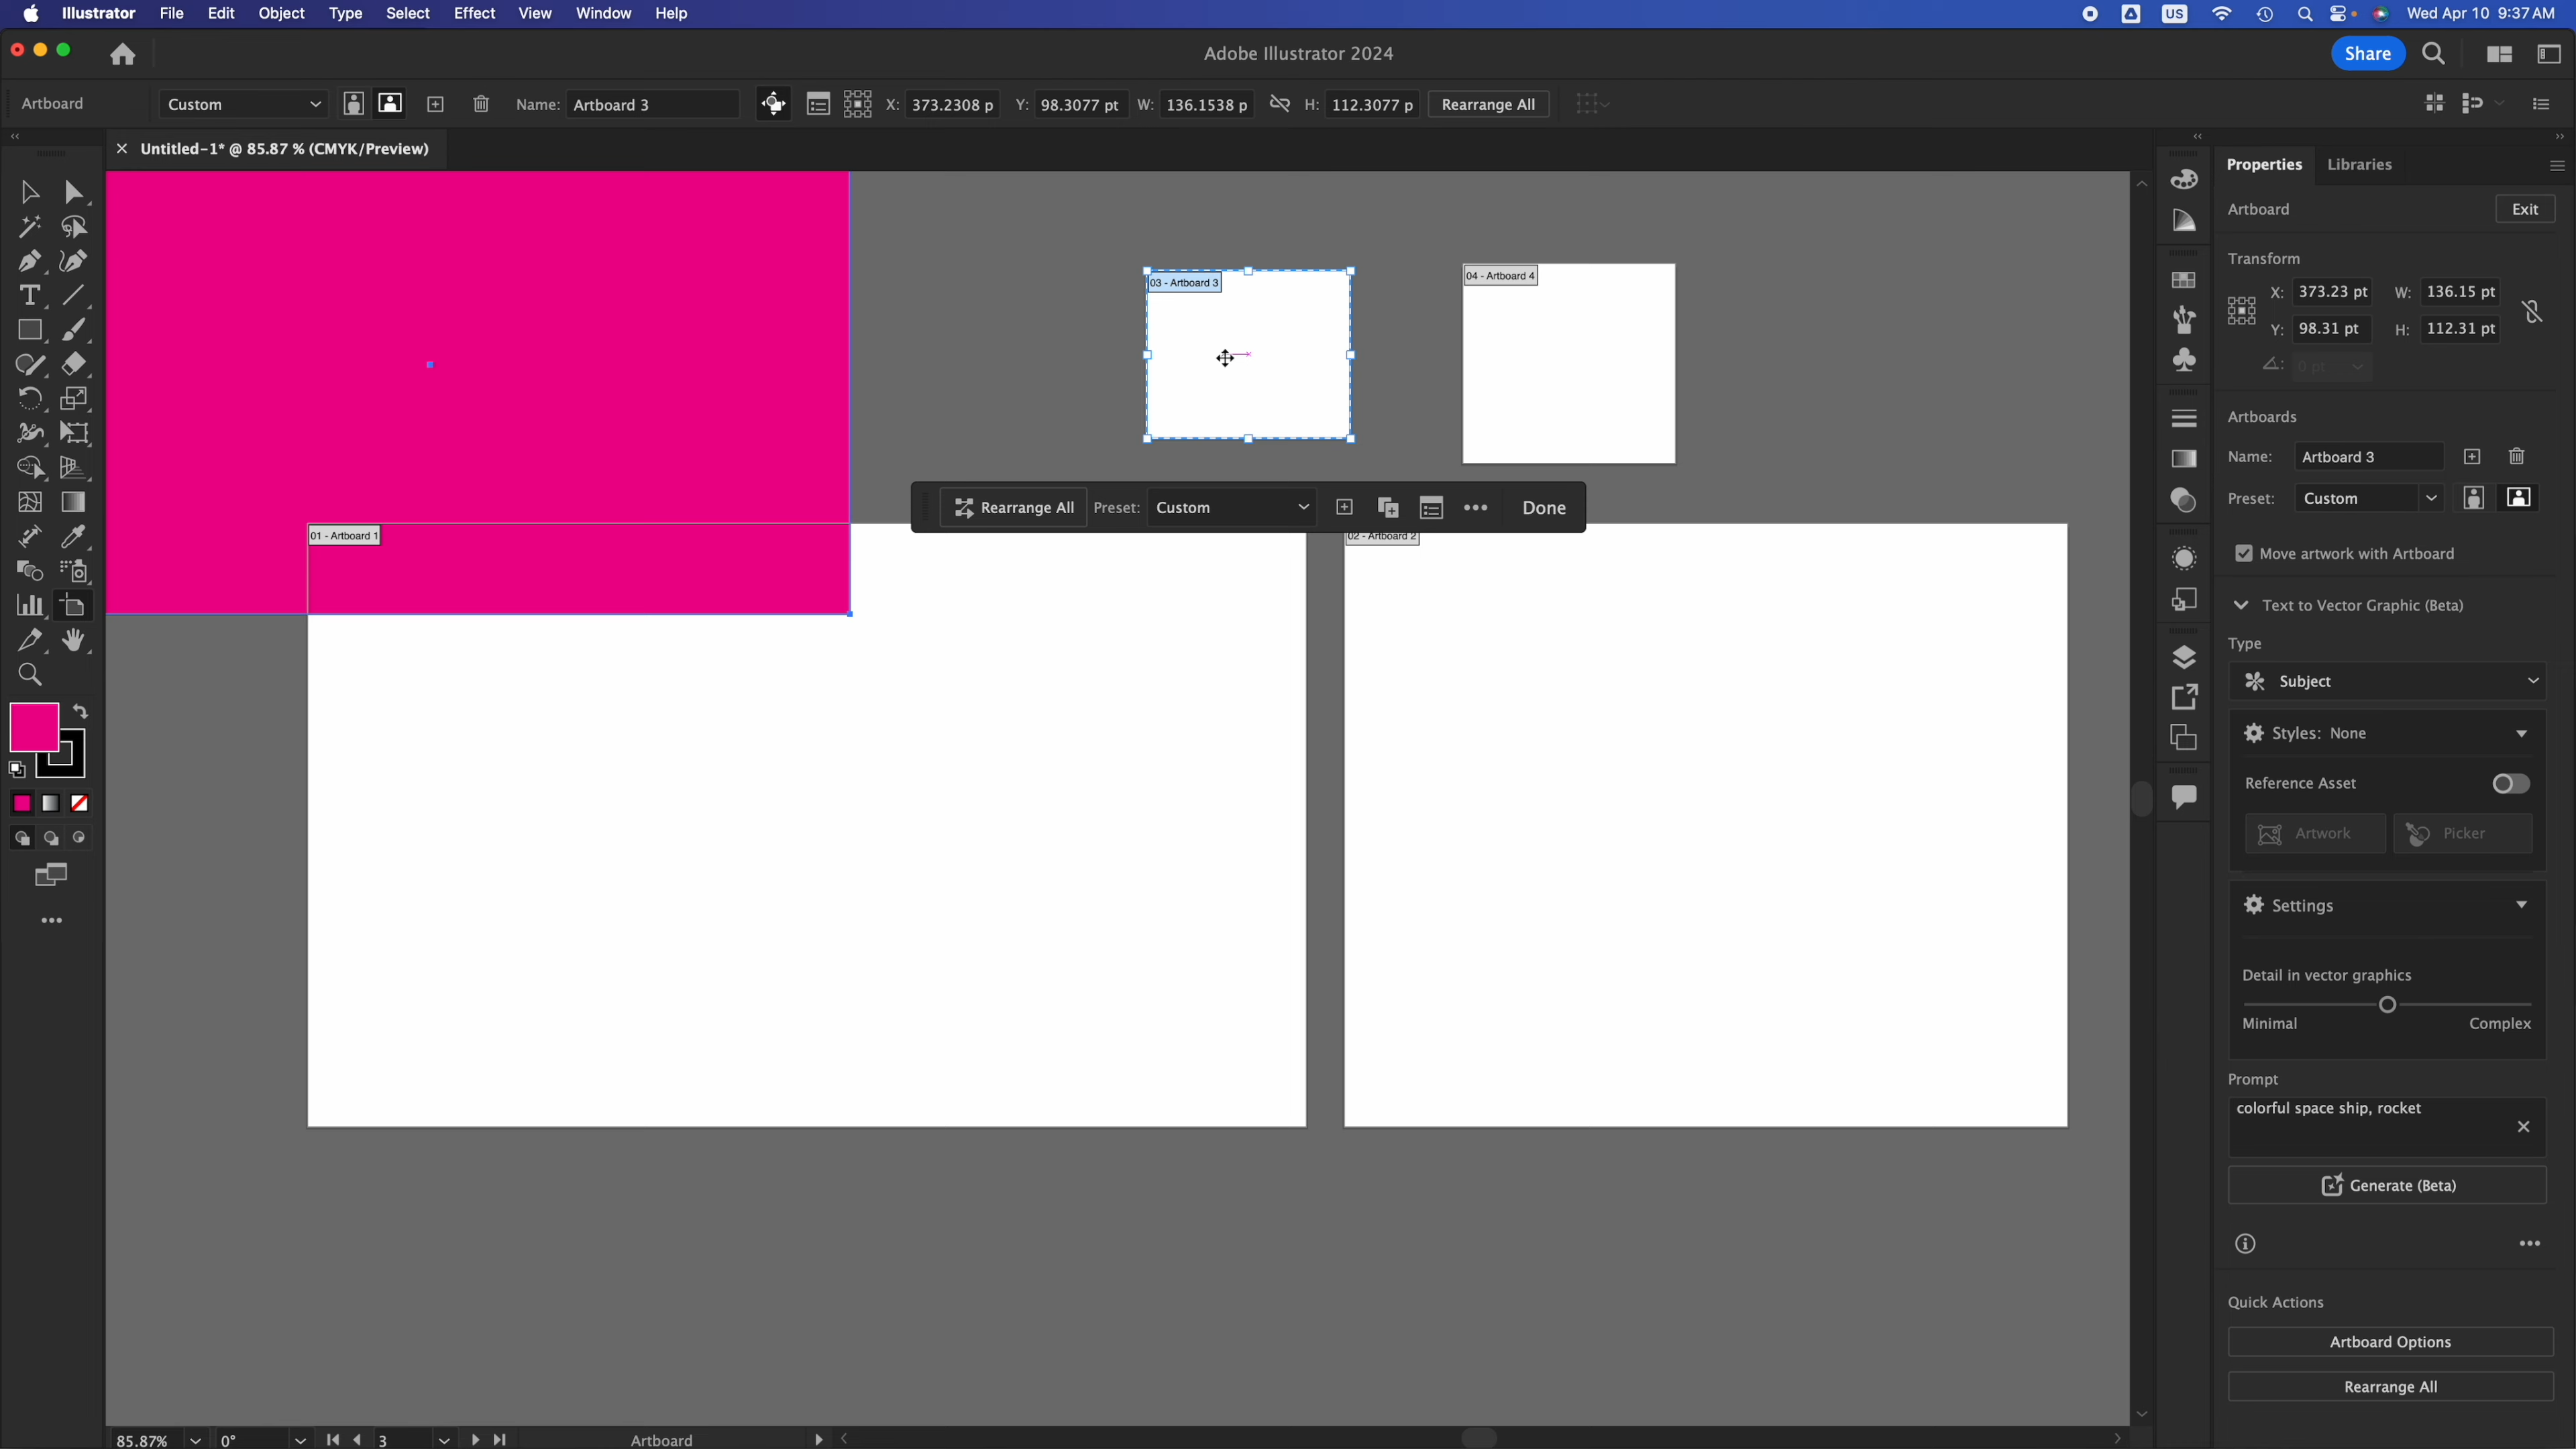 Illustrator File Edit Object Type Select Effect View Window Help US Wed Apr 10 9:37 AM
Adobe Illustrator 2024 Share
Artboard Custom Name: Artboard 3 X: 373.2308 p Y: 98.3077 pt W: 136.1538 p H: 112.3077 p Rearrange All
× Untitled-1* @ 85.87 % (CMYK/Preview)
Properties Libraries
Artboard Exit
Transform
X: 373.23 pt W: 136.15 pt
Y: 98.31 pt H: 112.31 pt
0 pt
03 - Artboard 3
04 - Artboard 4
Artboards
Name: Artboard 3
Preset: Custom
Rearrange All Preset: Custom Done
01 - Artboard 1
02 - Artboard 2
Move artwork with Artboard
Text to Vector Graphic (Beta)
Type
Subject
Styles: None
Reference Asset
Artwork Picker
Settings
Detail in vector graphics
Minimal Complex
Prompt
colorful space ship, rocket
Generate (Beta)
Quick Actions
Artboard Options
Rearrange All
85.87% 0° 3 Artboard